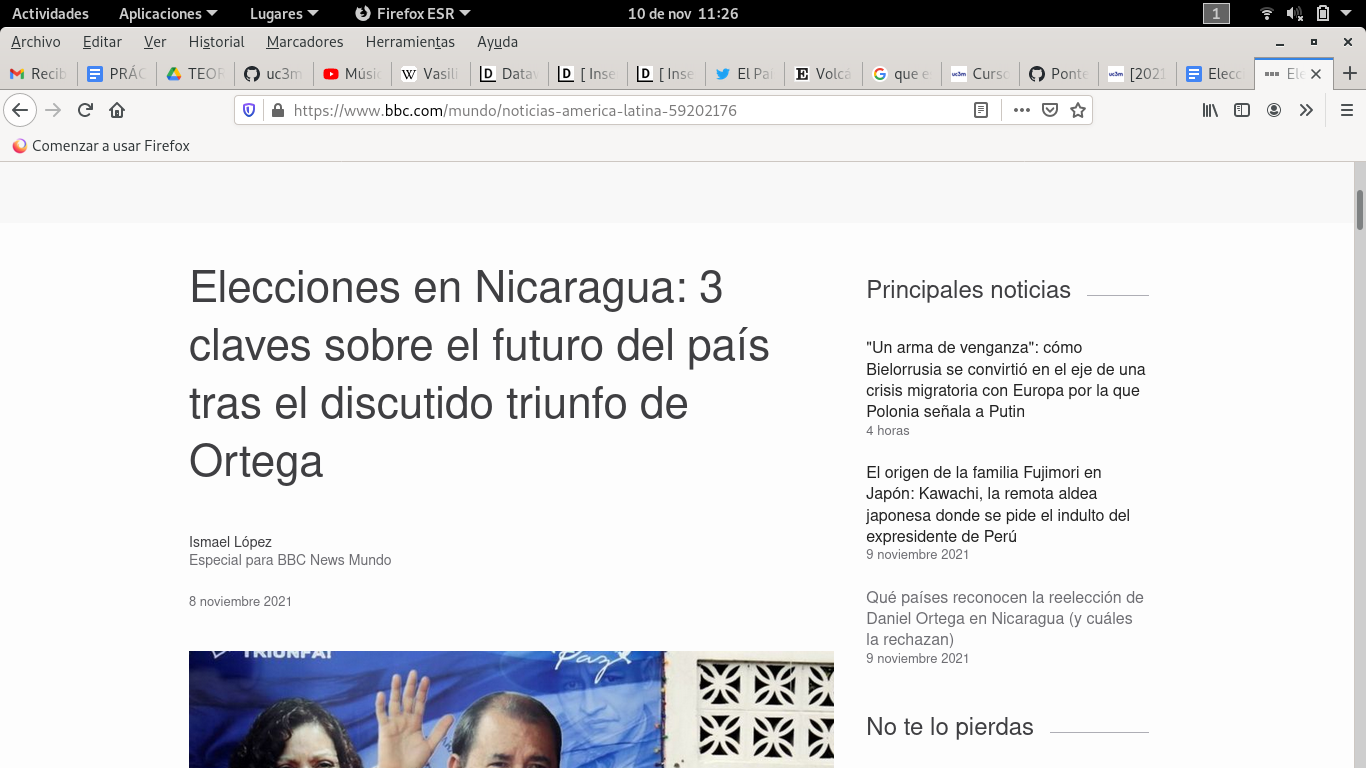 Actividades Aplicaciones Lugares Firefox ESR 10 de nov 11:26 1
Archivo Editar Ver Historial Marcadores Herramientas Ayuda
Recib PRÁC TEOR uc3m Músic Vasili Dataw [ Inse [ Inse El Paí Volcá que e Curso Ponte [2021 Elecc Ele
https://www.bbc.com/mundo/noticias-america-latina-59202176
Comenzar a usar Firefox
Elecciones en Nicaragua: 3
claves sobre el futuro del país
tras el discutido triunfo de
Ortega
Ismael López
Especial para BBC News Mundo
8 noviembre 2021
TRIUNFA!
Paz
Principales noticias
"Un arma de venganza": cómo
Bielorrusia se convirtió en el eje de una
crisis migratoria con Europa por la que
Polonia señala a Putin
4 horas
El origen de la familia Fujimori en
Japón: Kawachi, la remota aldea
japonesa donde se pide el indulto del
expresidente de Perú
9 noviembre 2021
Qué países reconocen la reelección de
Daniel Ortega en Nicaragua (y cuáles
la rechazan)
9 noviembre 2021
No te lo pierdas